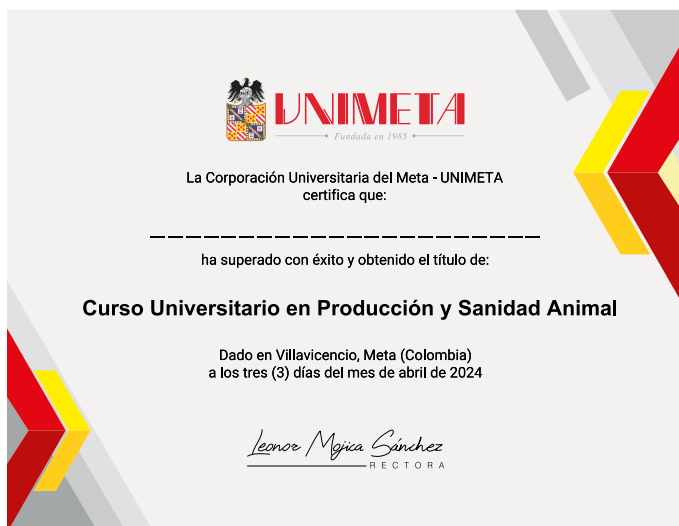 UNIMETA
Fundada en 1985
La Corporación Universitaria del Meta - UNIMETA
certifica que:
ha superado con éxito y obtenido el título de:
Curso Universitario en Producción y Sanidad Animal
Dado en Villavicencio, Meta (Colombia)
a los tres (3) días del mes de abril de 2024
Leonor Mojica Sánchez
RECTORA